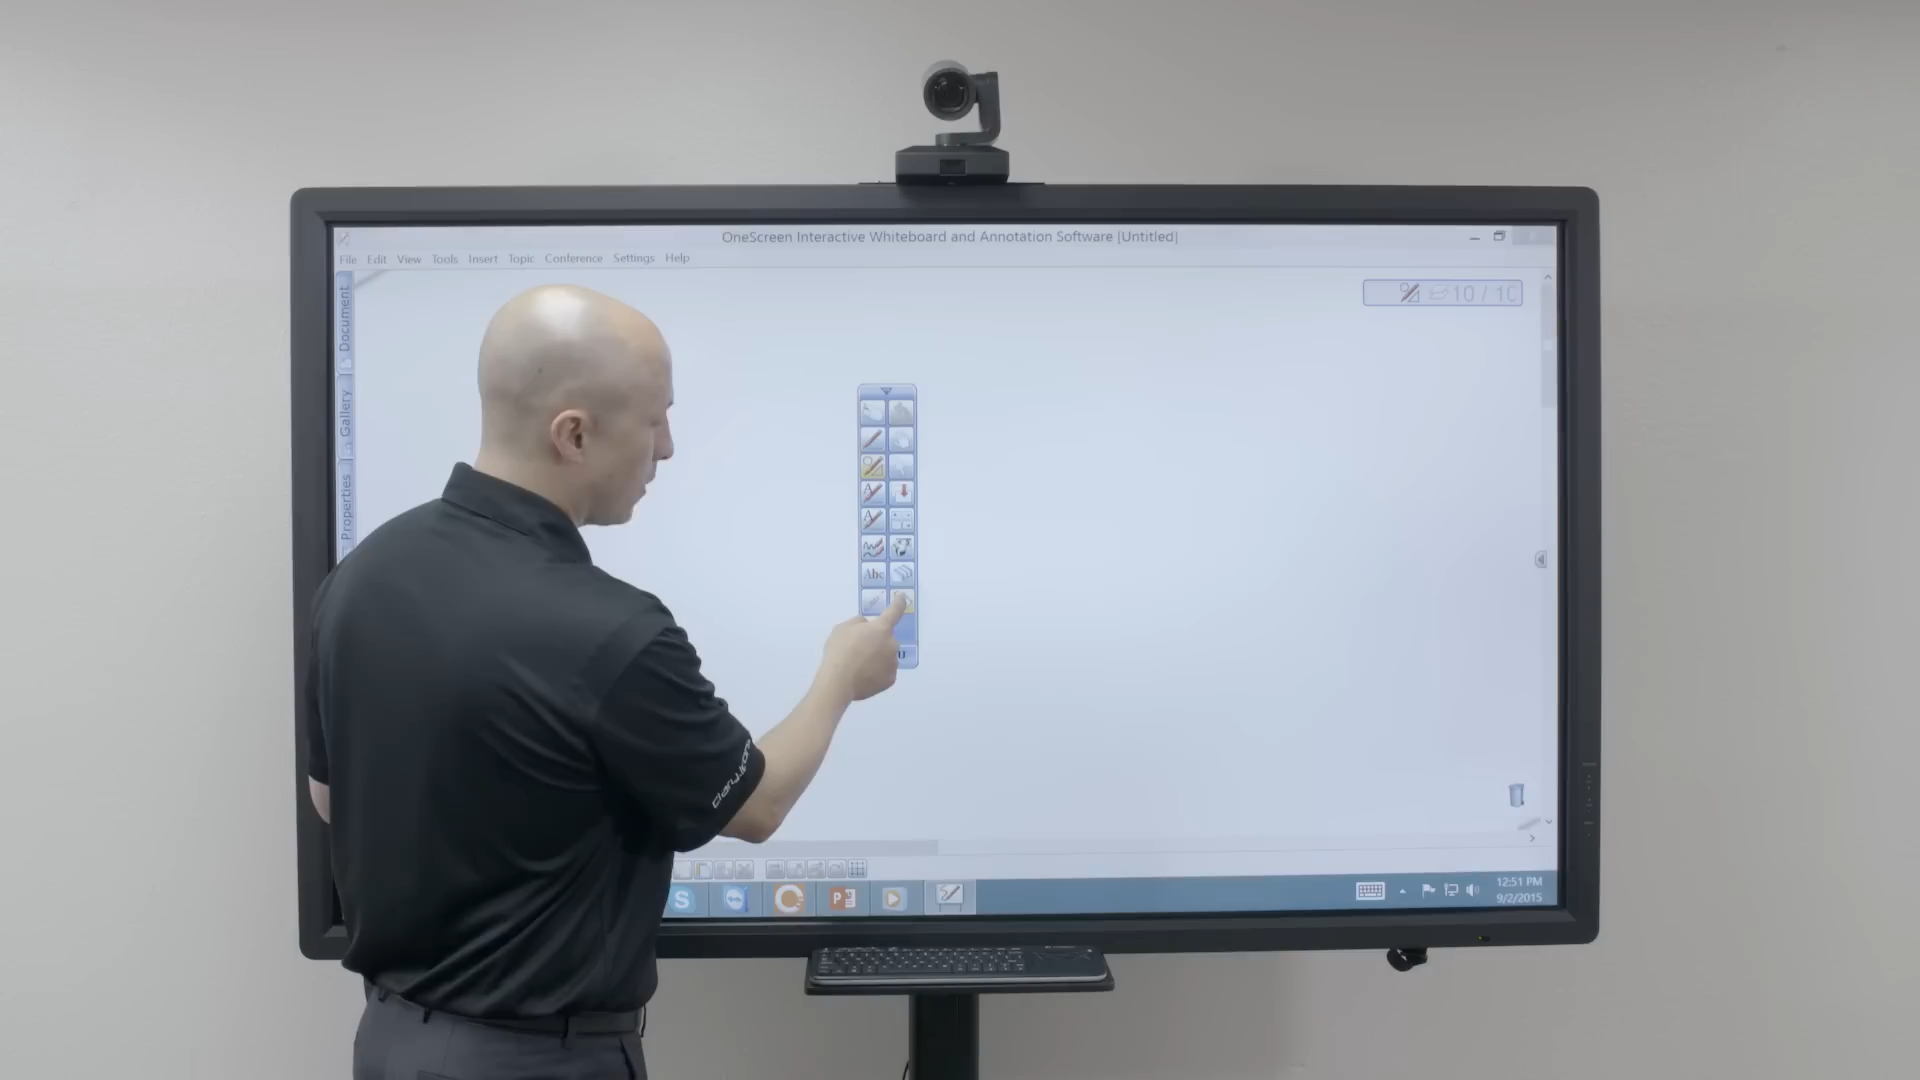 OneScreen Interactive Whiteboard and Annotation Software [Untitled]
File Edit View Tools Insert Topic Conference Settings Help
Document
Gallery
Properties
10 / 10
Abc
U
S
P
12:51 PM
9/2/2015